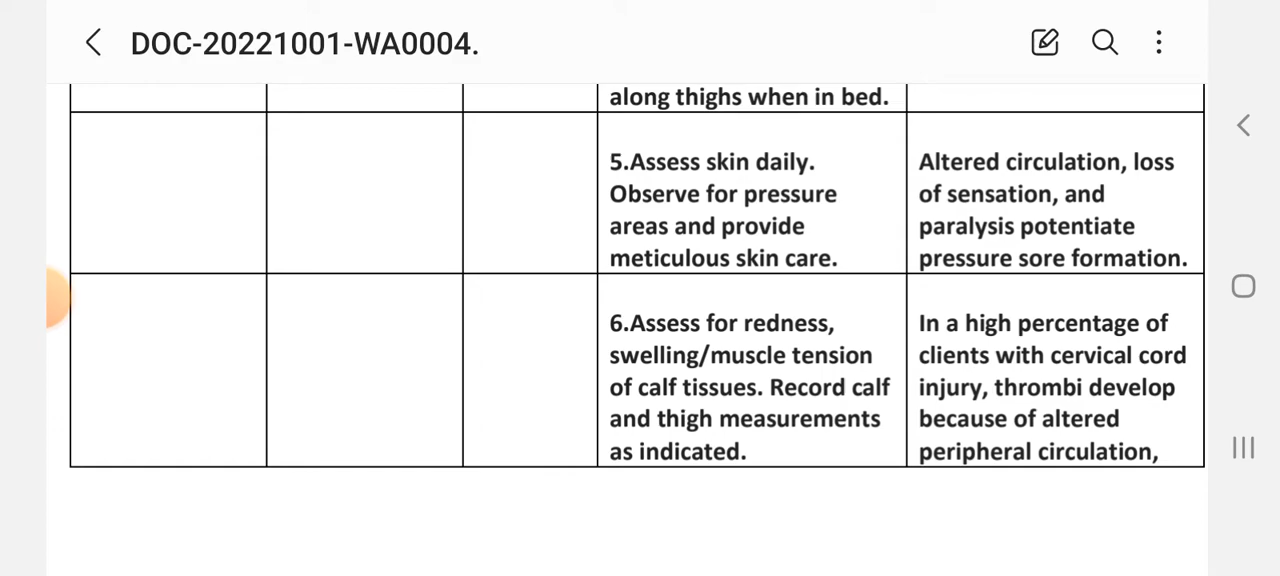 DOC-20221001-WA0004.
along thighs when in bed.
5.Assess skin daily.
Observe for pressure
areas and provide
meticulous skin care.
Altered circulation, loss
of sensation, and
paralysis potentiate
pressure sore formation.
6.Assess for redness,
swelling/muscle tension
of calf tissues. Record calf
and thigh measurements
as indicated.
In a high percentage of
clients with cervical cord
injury, thrombi develop
because of altered
peripheral circulation,